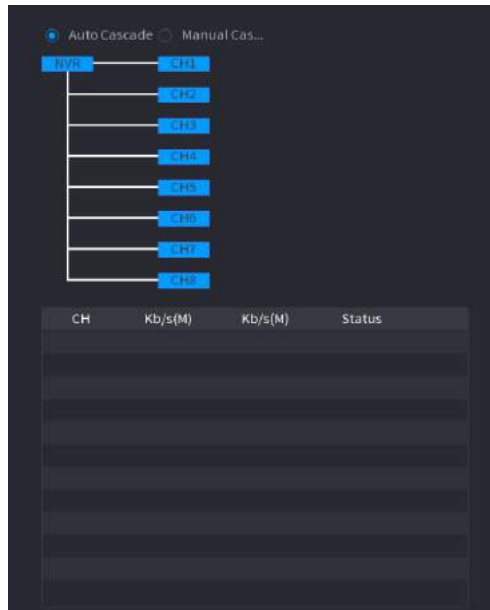 Auto Cascade Manual Cas...
NVR CH1
CH2
CH3
CH4
CH5
CH6
CH7
CH8
CH Kb/s(M) Kb/s(M) Status